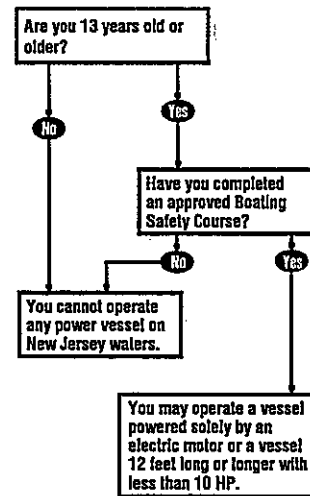 Are you 13 years old or
older?
No
Yes
Have you completed
an approved Boating
Safety Course?
No
Yes
You cannot operate
any power vessel on
New Jersey waters.
You may operate a vessel
powered solely by an
electric motor or a vessel
12 feet long or longer with
less than 10 HP.